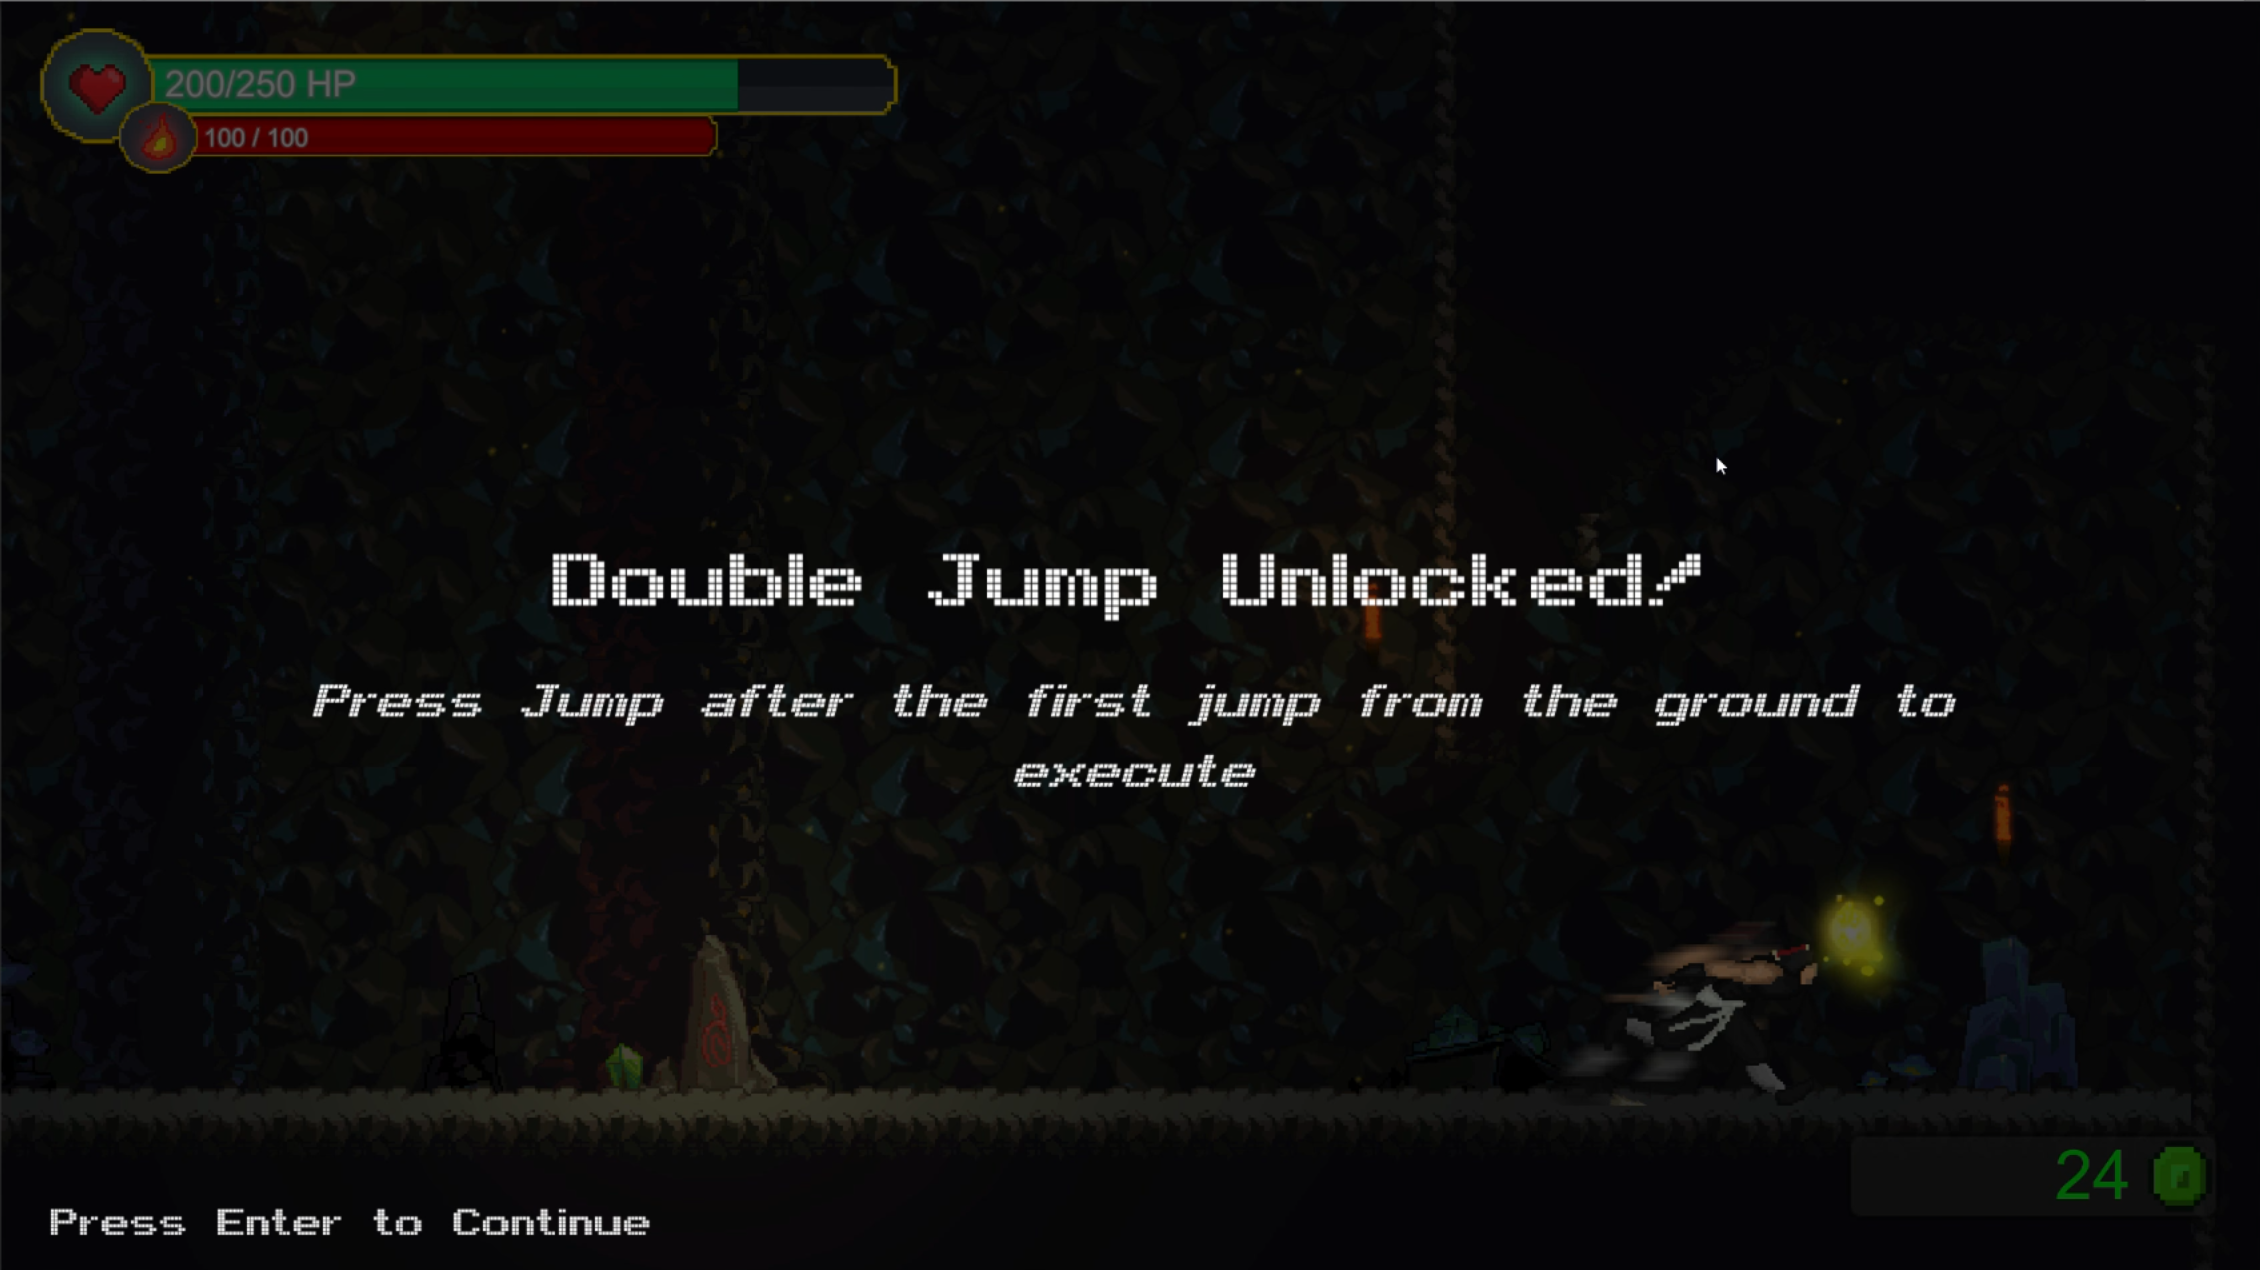 200/250 HP
100 / 100
Double Jump Unlocked!
Press Jump after the first jump from the ground to
execute
24
Press Enter to Continue